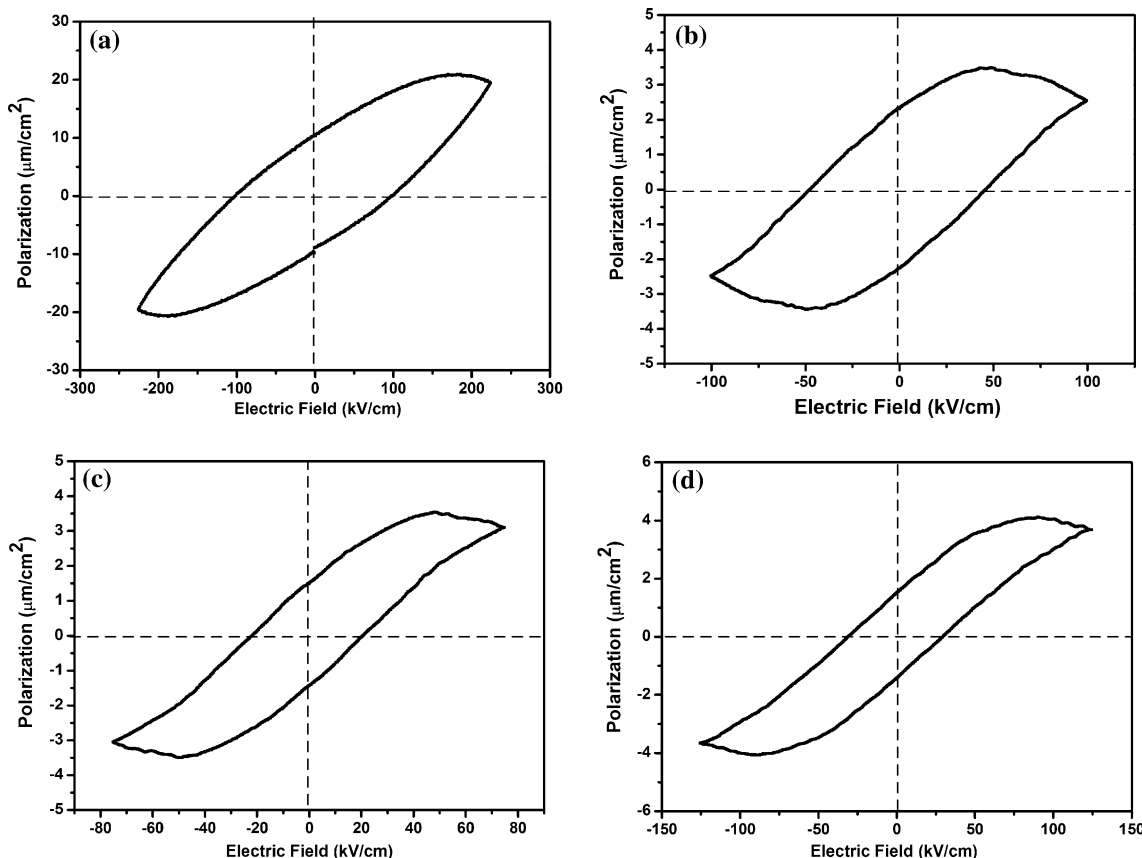 (a)
30
20
10
0
-10
-20
-30
Polarization (μm/cm²)
-300 -200 -100 0 100 200 300
Electric Field (kV/cm)
(b)
5
4
3
2
1
0
-1
-2
-3
-4
-5
Polarization (μm/cm²)
-100 -50 0 50 100
Electric Field (kV/cm)
(c)
5
4
3
2
1
0
-1
-2
-3
-4
-5
Polarization (μm/cm²)
-80 -60 -40 -20 0 20 40 60 80
Electric Field (kV/cm)
(d)
6
4
2
0
-2
-4
-6
Polarization (μm/cm²)
-150 -100 -50 0 50 100 150
Electric Field (kV/cm)